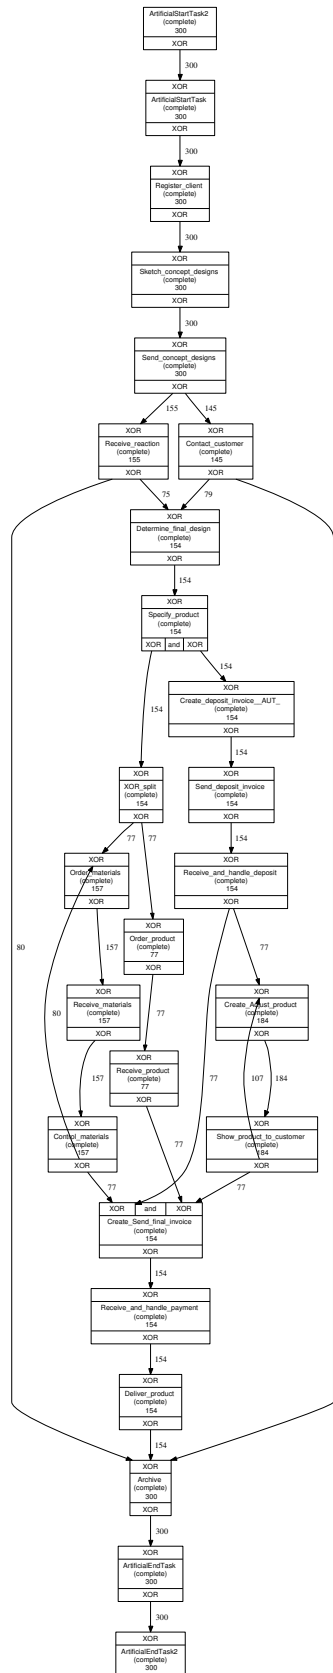 ArtificialStartTask2
(complete)
300
XOR
300
XOR
ArtificialStartTask
(complete)
300
XOR
300
XOR
Register_client
(complete)
300
XOR
300
XOR
Sketch_concept_designs
(complete)
300
XOR
300
XOR
Send_concept_designs
(complete)
300
XOR
155
145
XOR
Receive_reaction
(complete)
155
XOR
XOR
Contact_customer
(complete)
145
XOR
75
79
XOR
Determine_final_design
(complete)
154
XOR
154
XOR
Specify_product
(complete)
154
XOR and XOR
154
154
XOR
Create_deposit_invoice__AUT_
(complete)
154
XOR
154
XOR
XOR_split
(complete)
154
XOR
XOR
Send_deposit_invoice
(complete)
154
XOR
77
77
154
XOR
Order_materials
(complete)
157
XOR
XOR
Receive_and_handle_deposit
(complete)
154
XOR
XOR
Order_product
(complete)
77
XOR
80
80
157
77
77
XOR
Receive_materials
(complete)
157
XOR
XOR
Create_Adjust_product
(complete)
184
XOR
77
XOR
Receive_product
(complete)
77
XOR
157
77
107
184
XOR
Control_materials
(complete)
157
XOR
XOR
Show_product_to_customer
(complete)
184
XOR
77
77
77
XOR and XOR
Create_Send_final_invoice
(complete)
154
XOR
154
XOR
Receive_and_handle_payment
(complete)
154
XOR
154
XOR
Deliver_product
(complete)
154
XOR
154
XOR
Archive
(complete)
300
XOR
300
XOR
ArtificialEndTask
(complete)
300
XOR
300
XOR
ArtificialEndTask2
(complete)
300